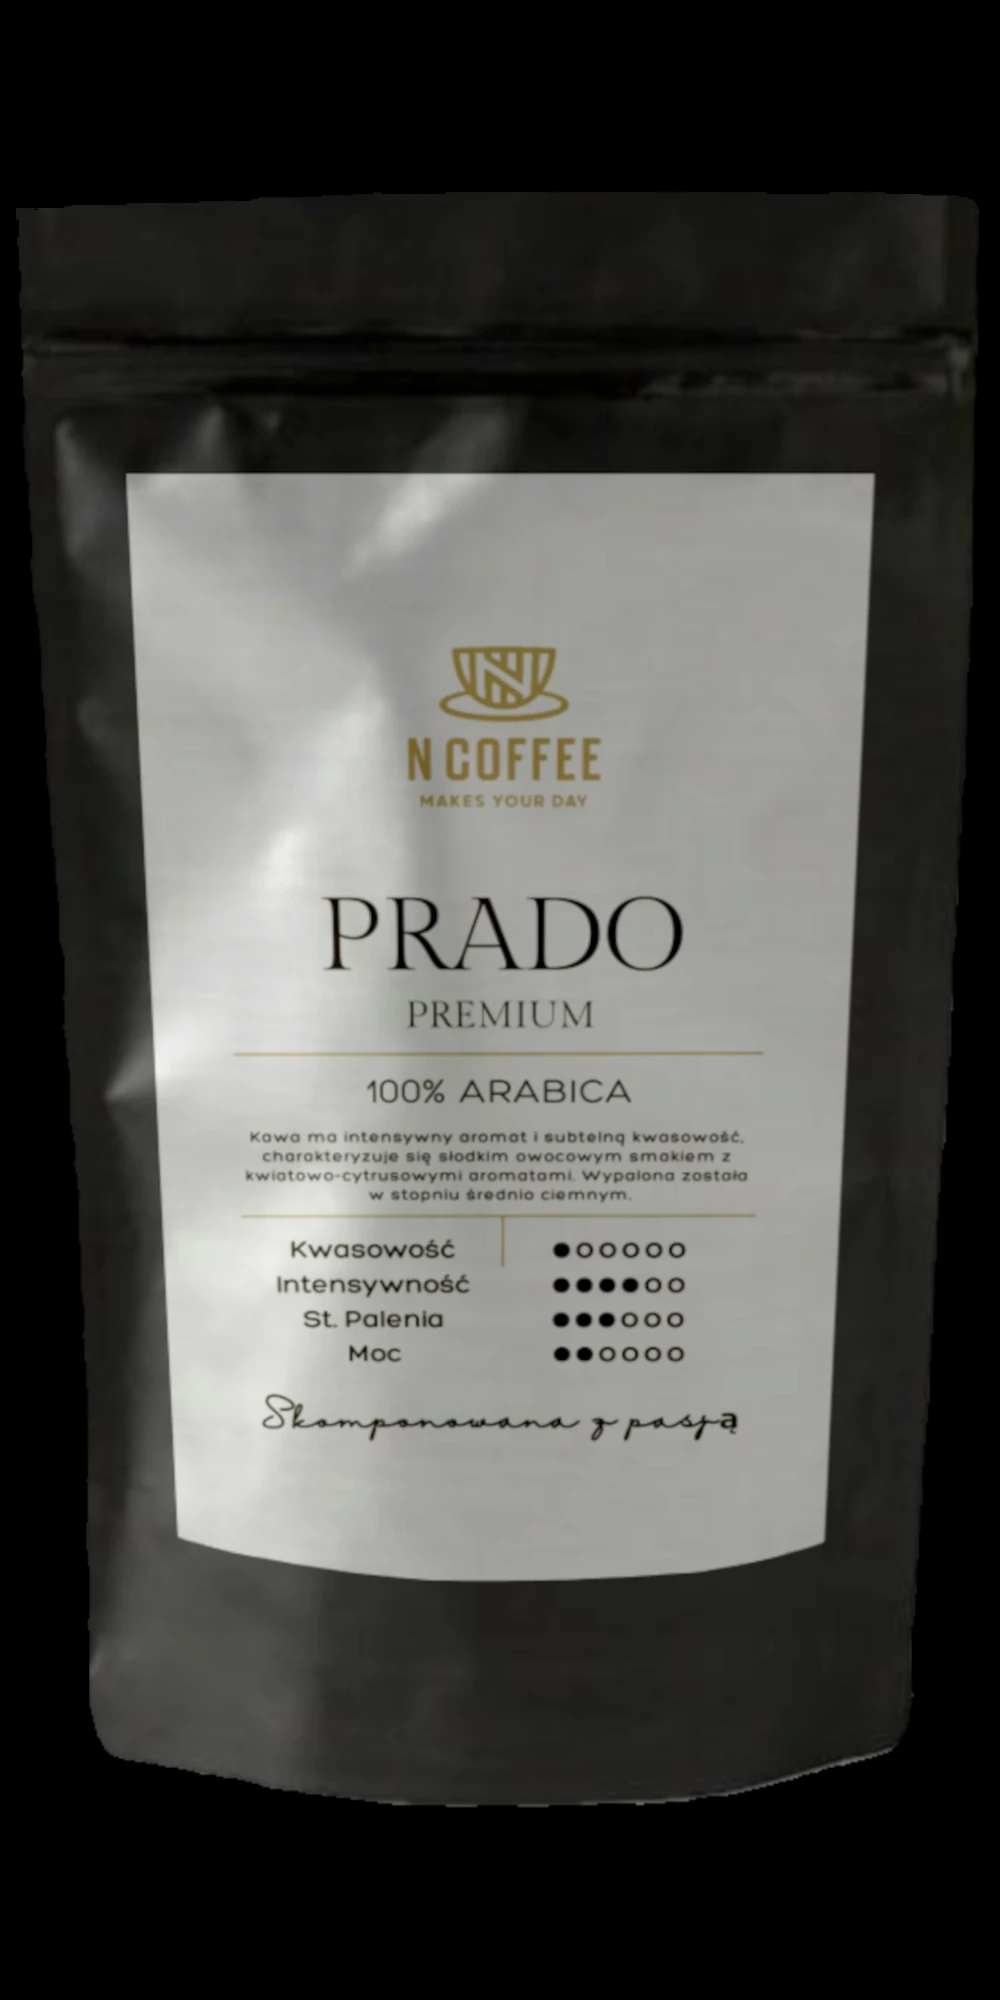 N COFFEE
MAKES YOUR DAY
PRADO
PREMIUM
100% ARABICA
Kawa ma intensywny aromat i subtelną kwasowość,
charakteryzuje się słodkim owocowym smakiem z
kwiatowo-cytrusowymi aromatami. Wypalona została
w stopniu średnio ciemnym.
Kwasowość
Intensywność
St. Palenia
Moc
Skomponowana z pasją